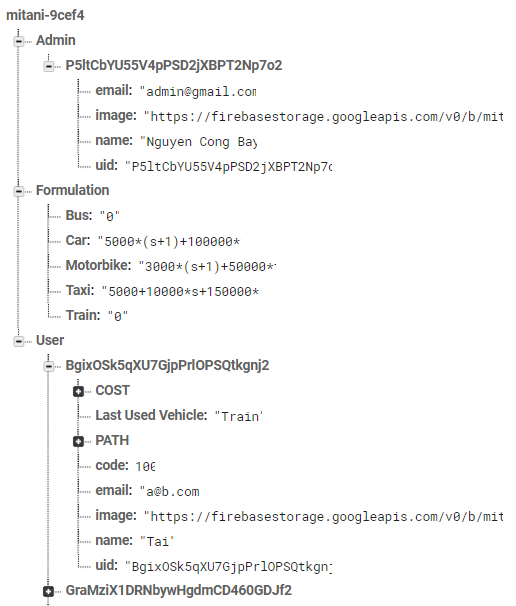 mitani-9cef4
Admin
P5ltCbYU55V4pPSD2jXBPT2Np7o2
email: "admin@gmail.com
image: "https://firebasestorage.googleapis.com/v0/b/mit
name: "Nguyen Cong Bay
uid: "P5ltCbYU55V4pPSD2jXBPT2Np7o
Formulation
Bus: "0"
Car: "5000*(s+1)+100000*
Motorbike: "3000*(s+1)+50000*
Taxi: "5000+10000*s+150000*
Train: "0"
User
BgixOSk5qXU7GjpPrlOPSQtkgnj2
COST
Last Used Vehicle: "Train"
PATH
code: 100
email: "a@b.com
image: "https://firebasestorage.googleapis.com/v0/b/mit
name: "Tai"
uid: "BgixOSk5qXU7GjpPrlOPSQtkgnj
GraMziX1DRNbywHgdmCD460GDJf2